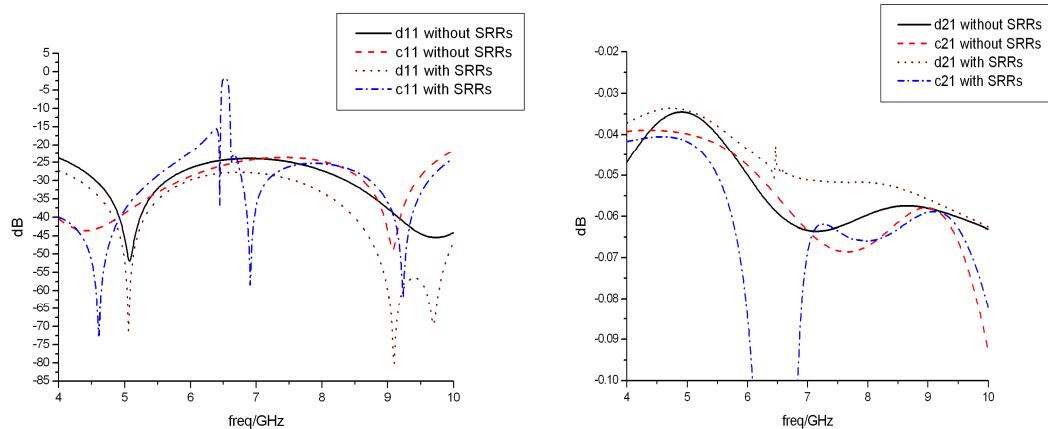 d11 without SRRs
c11 without SRRs
d11 with SRRs
c11 with SRRs
5
0
-5
-10
-15
-20
-25
-30
-35
-40
-45
-50
-55
-60
-65
-70
-75
-80
-85
dB
4 5 6 7 8 9 10
freq/GHz
d21 without SRRs
c21 without SRRs
d21 with SRRs
c21 with SRRs
-0.02
-0.03
-0.04
-0.05
-0.06
-0.07
-0.08
-0.09
-0.10
dB
4 5 6 7 8 9 10
freq/GHz